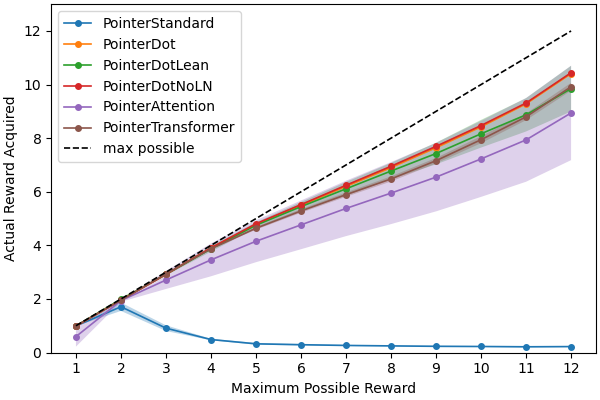 PointerStandard
PointerDot
PointerDotLean
PointerDotNoLN
PointerAttention
PointerTransformer
max possible
Actual Reward Acquired
12
10
8
6
4
2
0
1 2 3 4 5 6 7 8 9 10 11 12
Maximum Possible Reward